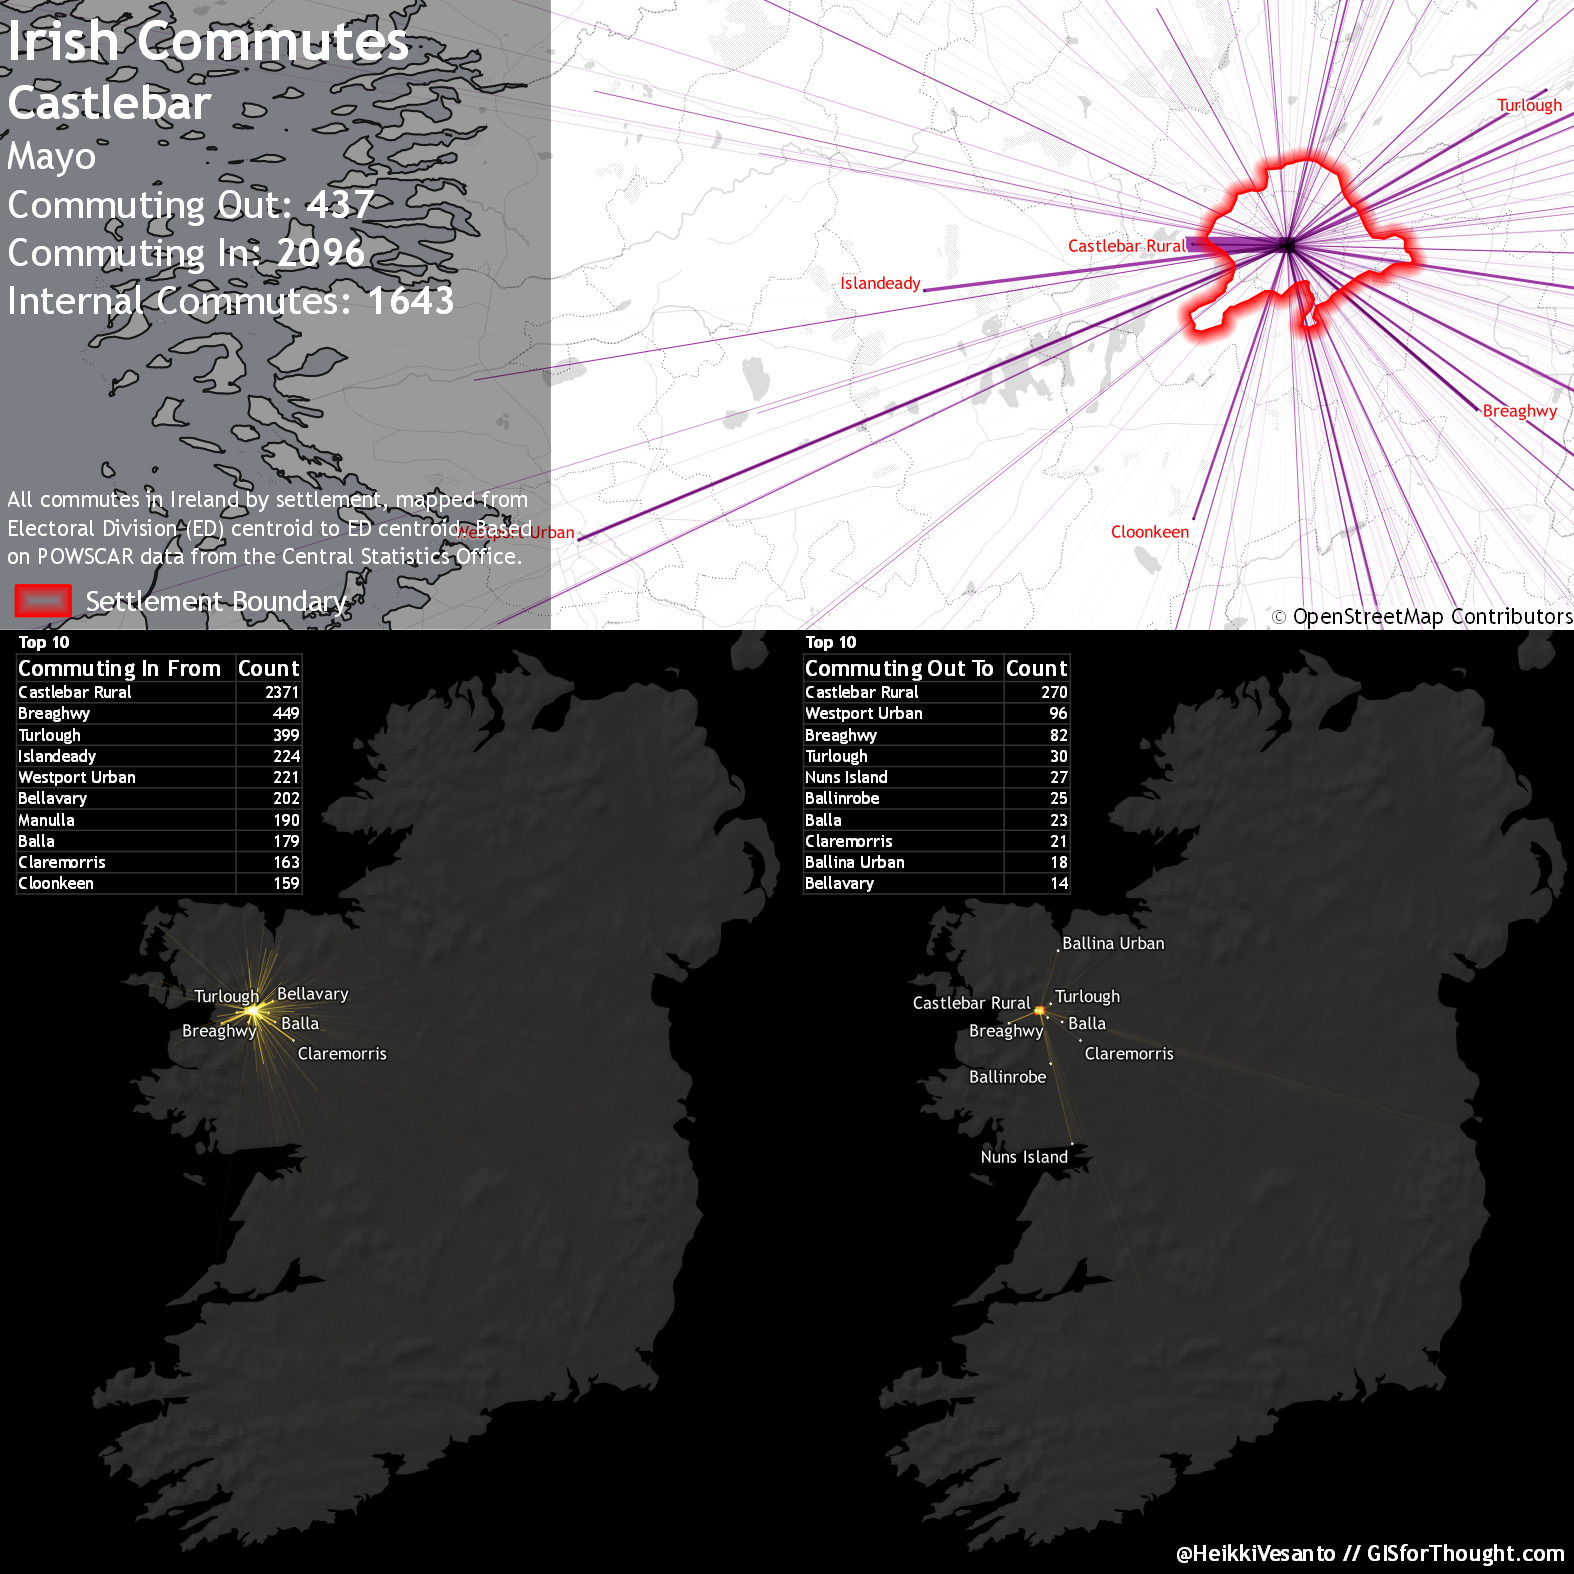 Irish Commutes
Castlebar
Mayo
Commuting Out: 437
Commuting In: 2096
Internal Commutes: 1643
All commutes in Ireland by settlement, mapped from
Electoral Division (ED) centroid to ED centroid. Based
on POWSCAR data from the Central Statistics Office.
Settlement Boundary
Turlough
Castlebar Rural
Islandeady
Breaghwy
Cloonkeen
Westport Urban
© OpenStreetMap Contributors
Top 10
Commuting In From Count
Castlebar Rural 2371
Breaghwy 449
Turlough 399
Islandeady 224
Westport Urban 221
Bellavary 202
Manulla 190
Balla 179
Claremorris 163
Cloonkeen 159
Turlough
Bellavary
Breaghwy
Balla
Claremorris
Top 10
Commuting Out To Count
Castlebar Rural 270
Westport Urban 96
Breaghwy 82
Turlough 30
Nuns Island 27
Ballinrobe 25
Balla 23
Claremorris 21
Ballina Urban 18
Bellavary 14
Ballina Urban
Castlebar Rural
Turlough
Breaghwy
Balla
Claremorris
Ballinrobe
Nuns Island
@HeikkiVesanto // GISforThought.com